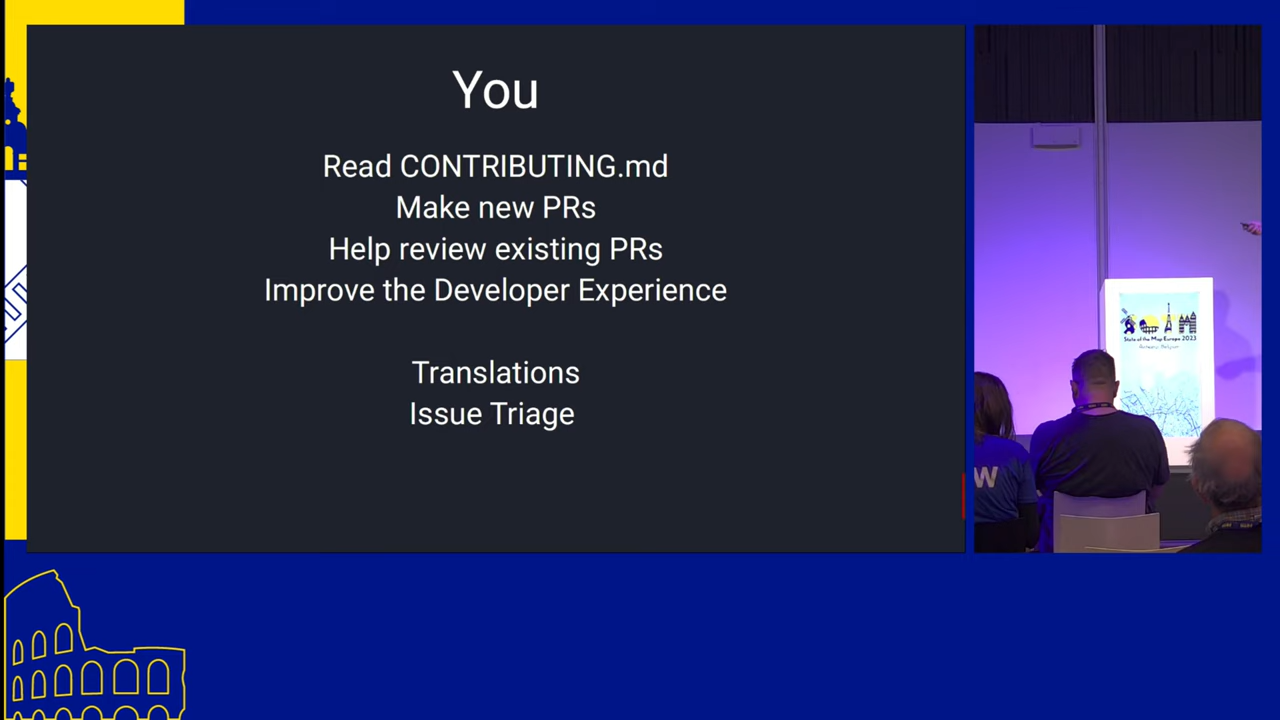 You
Read CONTRIBUTING.md
Make new PRs
Help review existing PRs
Improve the Developer Experience
Translations
Issue Triage
State of the Map Europe 2023
W